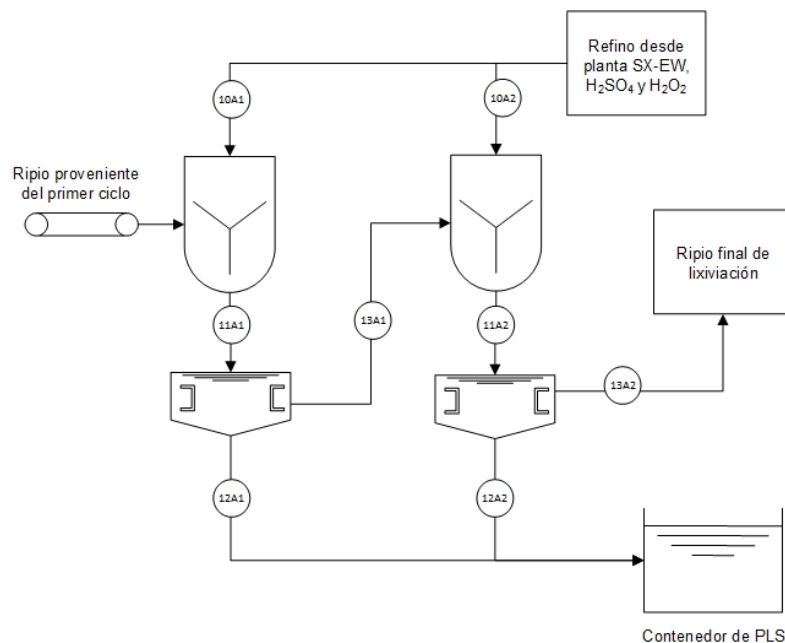 Refino desde
planta SX-EW,
H₂SO₄ y H₂O₂
10A1
10A2
Ripio proveniente
del primer ciclo
Ripio final de
lixiviación
11A1
13A1
11A2
13A2
12A1
12A2
Contenedor de PLS